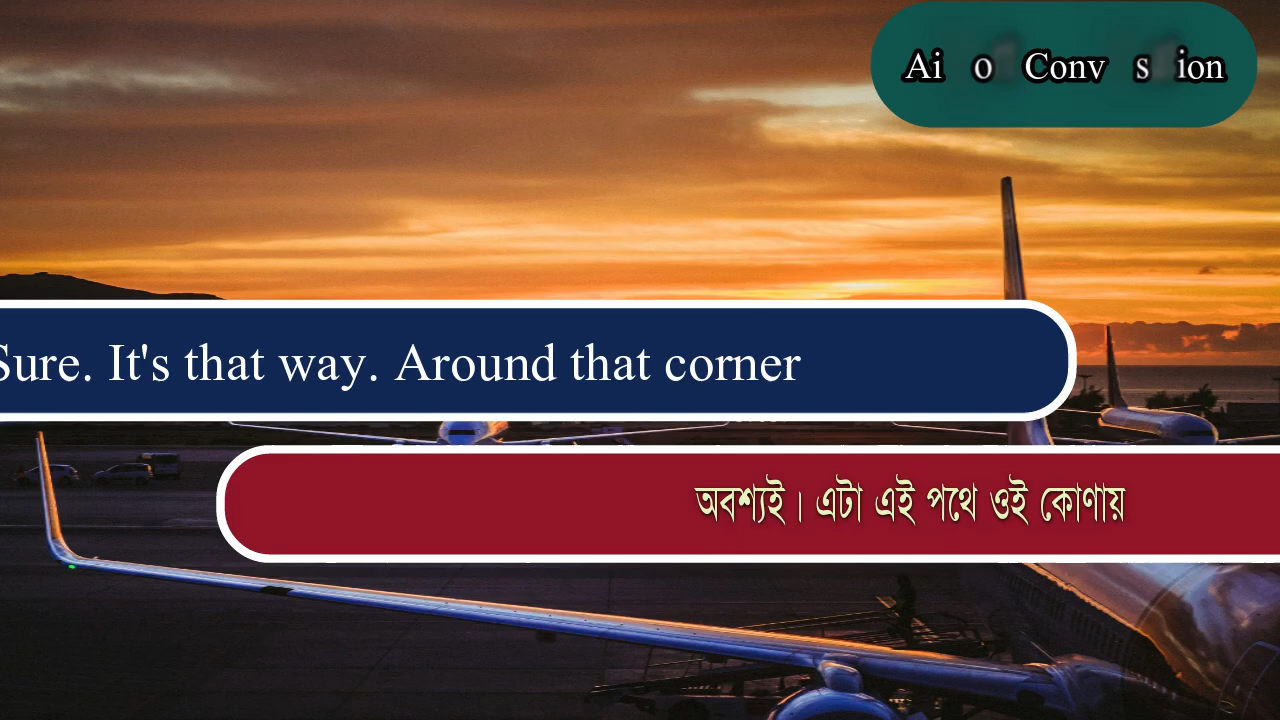 Sure. It's that way. Around that corner
অবশ্যই। এটা এই পথে ওই কোণায়